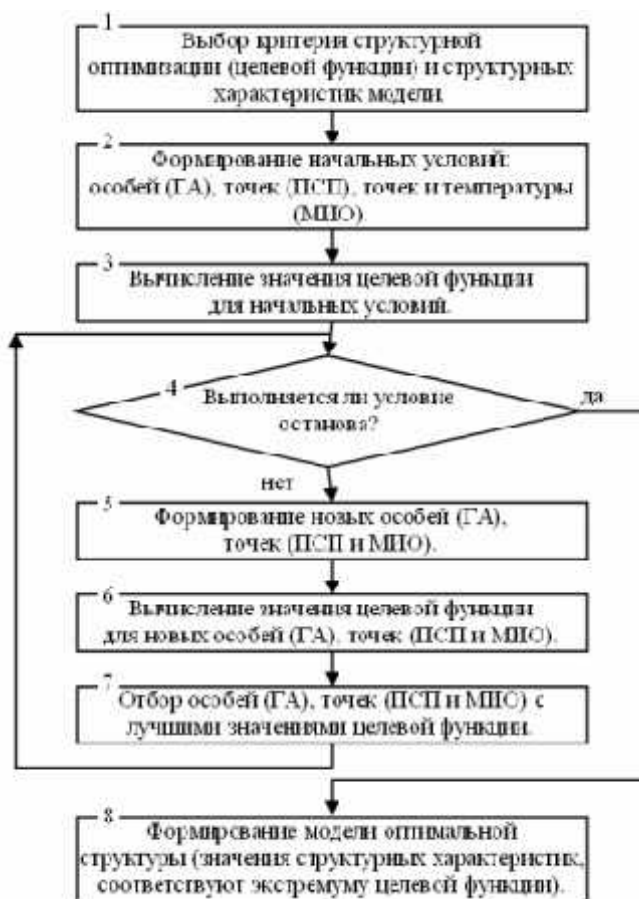 1
Выбор критерия структурной
оптимизации (целевой функции) и структурных
характеристик модели.
2
Формирование начальных условий:
особей (ГА), точек (ПСП), точек и температуры
(МИО)
3
Вычисление значения целевой функции
для начальных условий.
4
Выполняется ли условие
останова?
да
нет
5
Формирование новых особей (ГА),
точек (ПСП и МИО).
6
Вычисление значения целевой функции
для новых особей (ГА), точек (ПСП и МИО).
7
Отбор особей (ГА), точек (ПСП и МИО) с
лучшими значениями целевой функции.
8
Формирование модели оптимальной
структуры (значения структурных характеристик,
соответствуют экстремуму целевой функции).